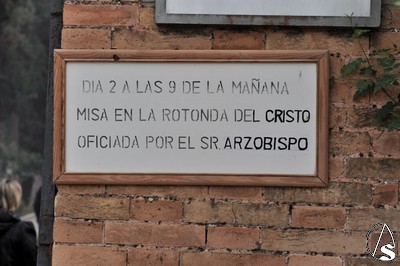 DIA 2 A LAS 9 DE LA MAÑANA
MISA EN LA ROTONDA DEL CRISTO
OFICIADA POR EL SR. ARZOBISPO